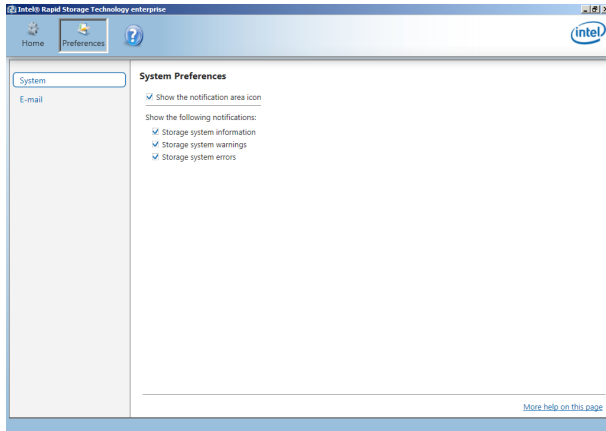 Intel® Rapid Storage Technology enterprise
Home
Preferences
?
intel
System
E-mail
System Preferences
Show the notification area icon
Show the following notifications:
Storage system information
Storage system warnings
Storage system errors
More help on this page